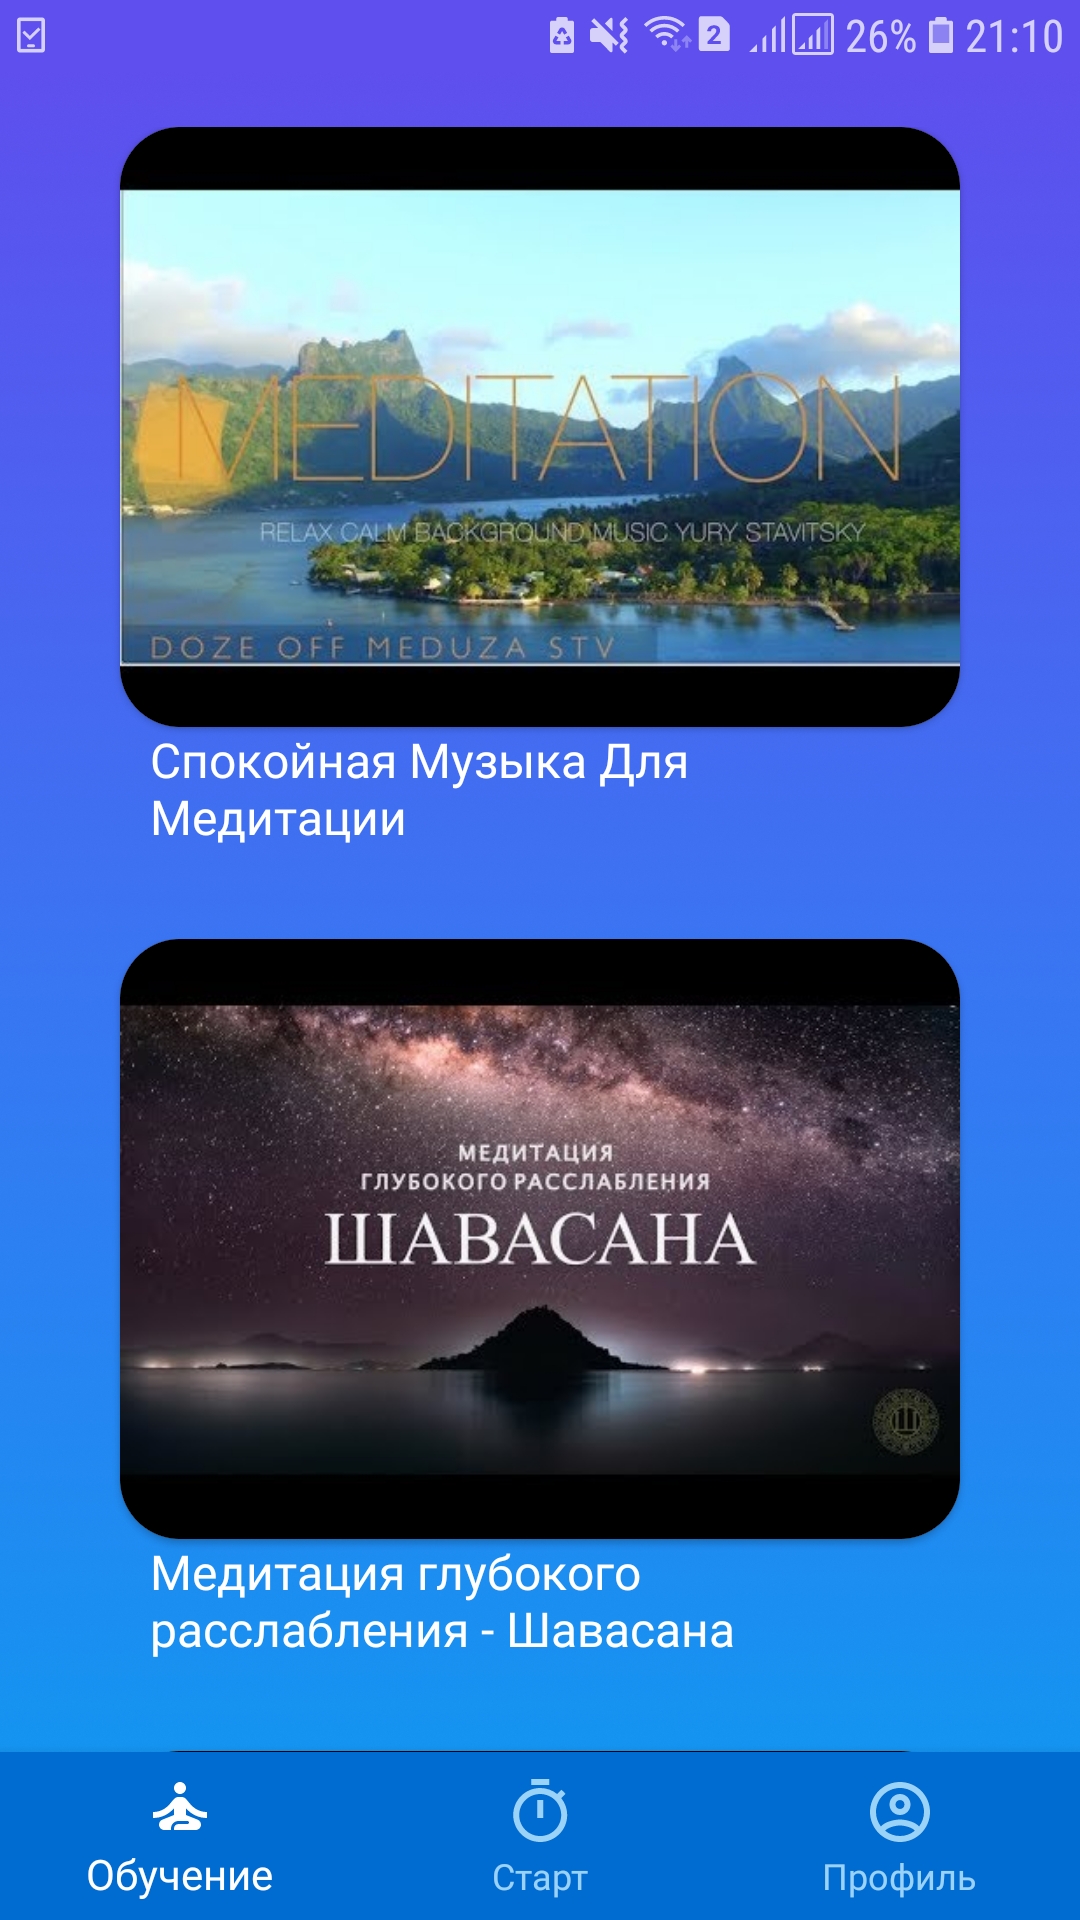 2
26%
21:10
MEDITATION
RELAX CALM BACKGROUND MUSIC YURY STAVITSKY
DOZE OFF MEDUZA STV
Спокойная Музыка Для
Медитации
МЕДИТАЦИЯ
ГЛУБОКОГО РАССЛАБЛЕНИЯ
ШАВАСАНА
Медитация глубокого
расслабления - Шавасана
Обучение
Старт
Профиль